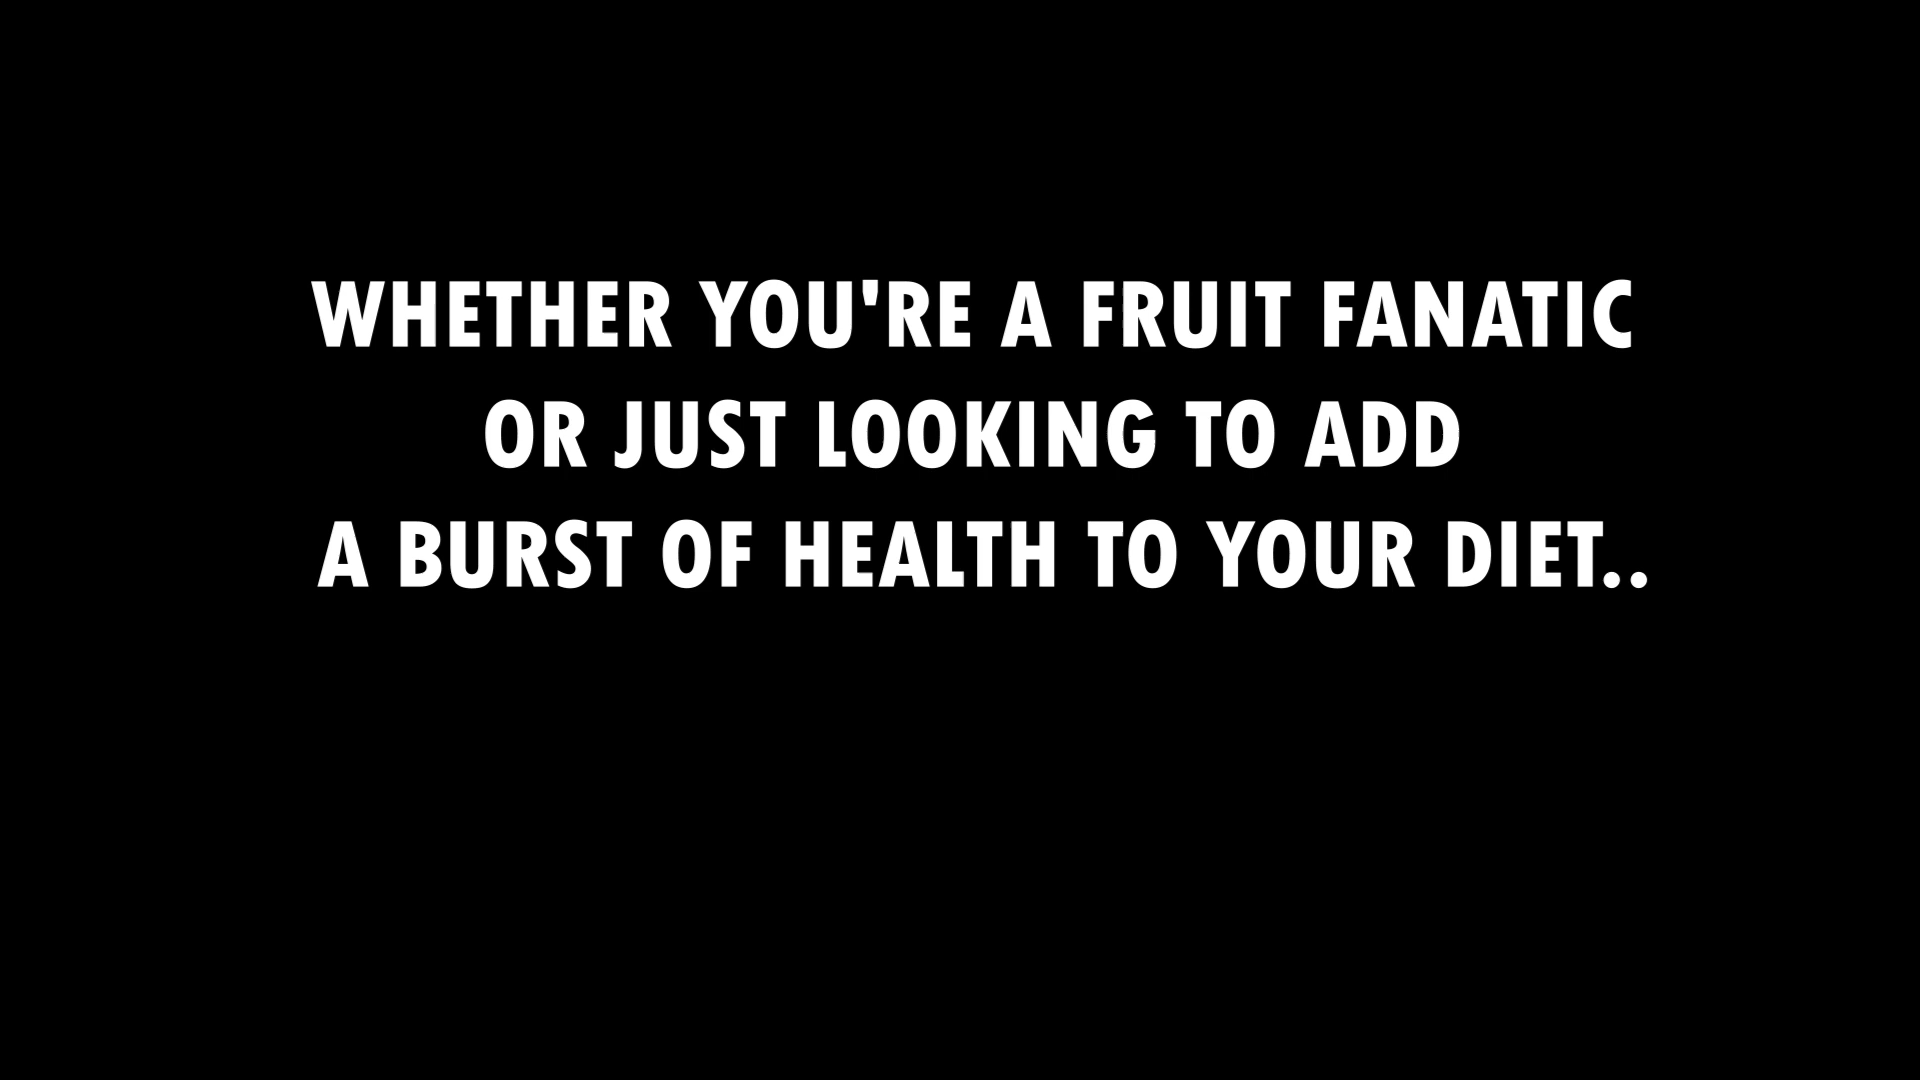 WHETHER YOU'RE A FRUIT FANATIC
OR JUST LOOKING TO ADD
A BURST OF HEALTH TO YOUR DIET..